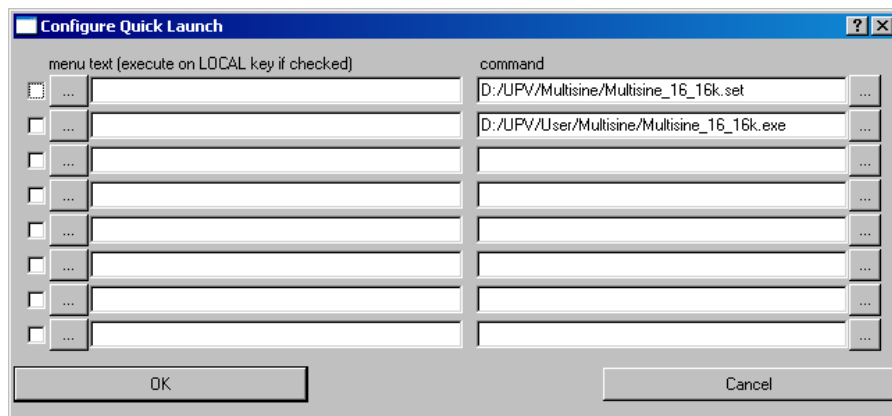 Configure Quick Launch
menu text (execute on LOCAL key if checked) command
... D:/UPV/Multisine/Multisine_16_16k.set ...
... D:/UPV/User/Multisine/Multisine_16_16k.exe ...
... ...
... ...
... ...
... ...
... ...
... ...
OK Cancel